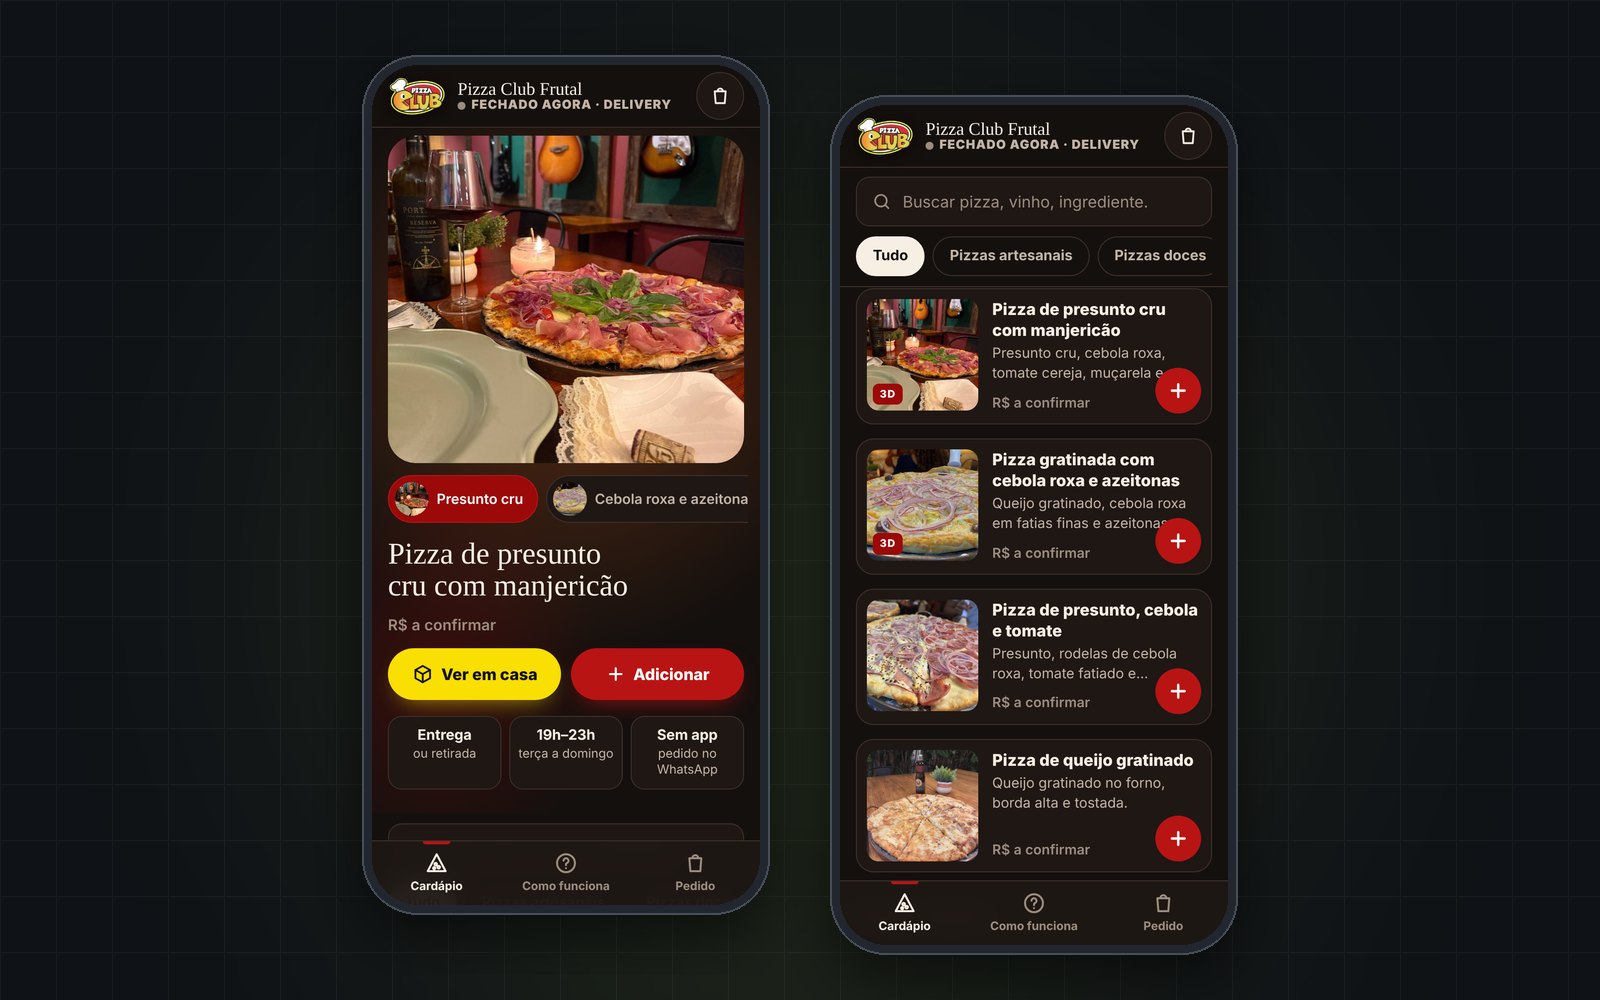 PIZZA
CLUB
Pizza Club Frutal
FECHADO AGORA · DELIVERY
PORT
RESERVA
Presunto cru
Cebola roxa e azeitona
Pizza de presunto
cru com manjericão
R$ a confirmar
Ver em casa
Adicionar
Entrega
ou retirada
19h–23h
terça a domingo
Sem app
pedido no
WhatsApp
Cardápio
Como funciona
Pedido
PIZZA
CLUB
Pizza Club Frutal
FECHADO AGORA · DELIVERY
Buscar pizza, vinho, ingrediente.
Tudo
Pizzas artesanais
Pizzas doces
Pizza de presunto cru
com manjericão
Presunto cru, cebola roxa,
tomate cereja, muçarela e
3D
R$ a confirmar
Pizza gratinada com
cebola roxa e azeitonas
Queijo gratinado, cebola roxa
em fatias finas e azeitonas
3D
R$ a confirmar
Pizza de presunto, cebola
e tomate
Presunto, rodelas de cebola
roxa, tomate fatiado e...
R$ a confirmar
Pizza de queijo gratinado
Queijo gratinado no forno,
borda alta e tostada.
R$ a confirmar
Cardápio
Como funciona
Pedido